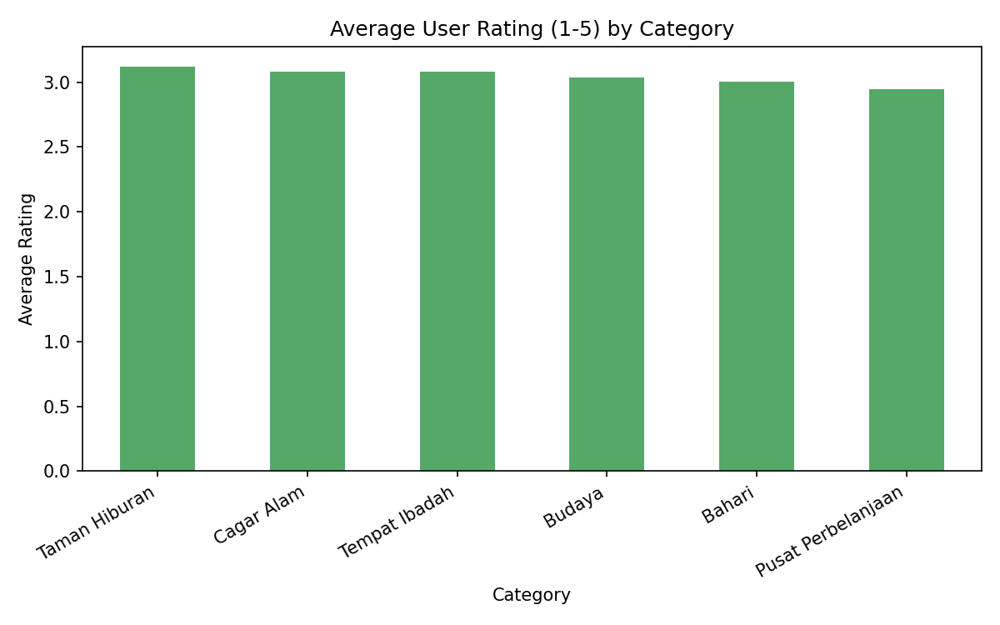 Average User Rating (1-5) by Category
Average Rating
3.0
2.5
2.0
1.5
1.0
0.5
0.0
Taman Hiburan
Cagar Alam
Tempat Ibadah
Budaya
Bahari
Pusat Perbelanjaan
Category